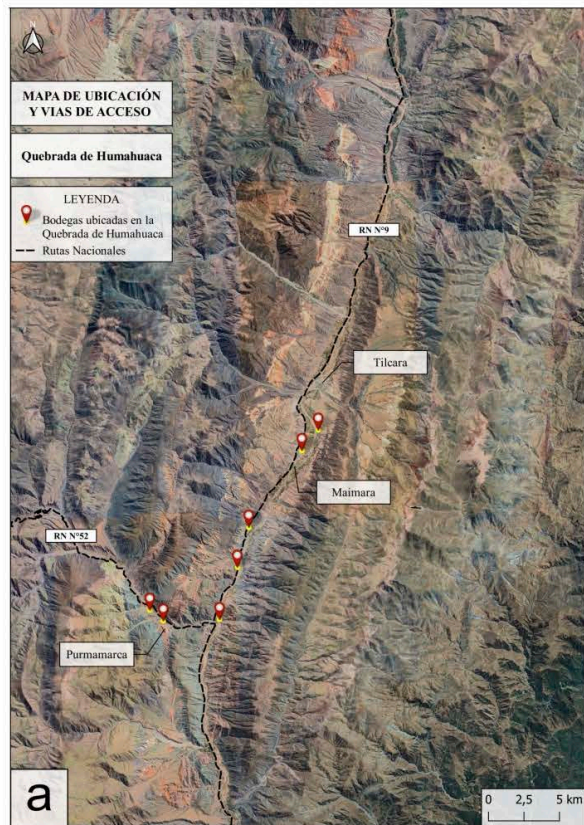 N
MAPA DE UBICACIÓN
Y VIAS DE ACCESO
Quebrada de Humahuaca
LEYENDA
Bodegas ubicadas en la
Quebrada de Humahuaca
Rutas Nacionales
RN N°9
Tilcara
Maimara
RN N°52
Purmamarca
a
0 2,5 5 km